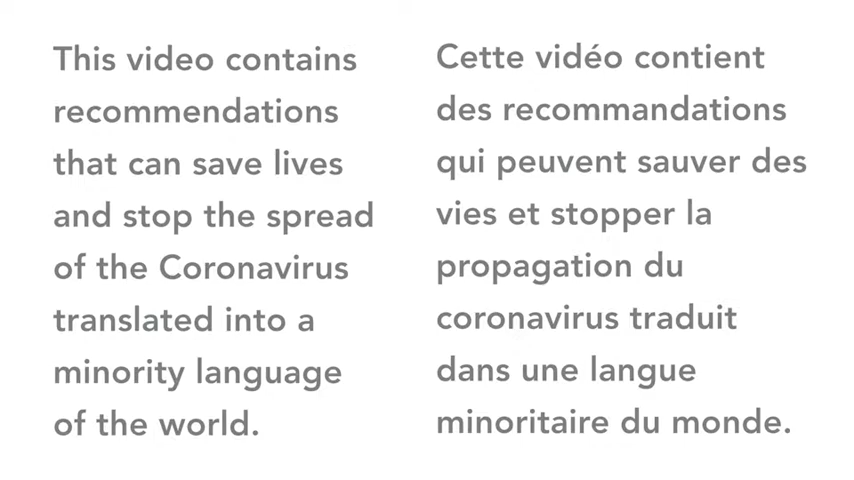 This video contains
recommendations
that can save lives
and stop the spread
of the Coronavirus
translated into a
minority language
of the world.
Cette vidéo contient
des recommandations
qui peuvent sauver des
vies et stopper la
propagation du
coronavirus traduit
dans une langue
minoritaire du monde.